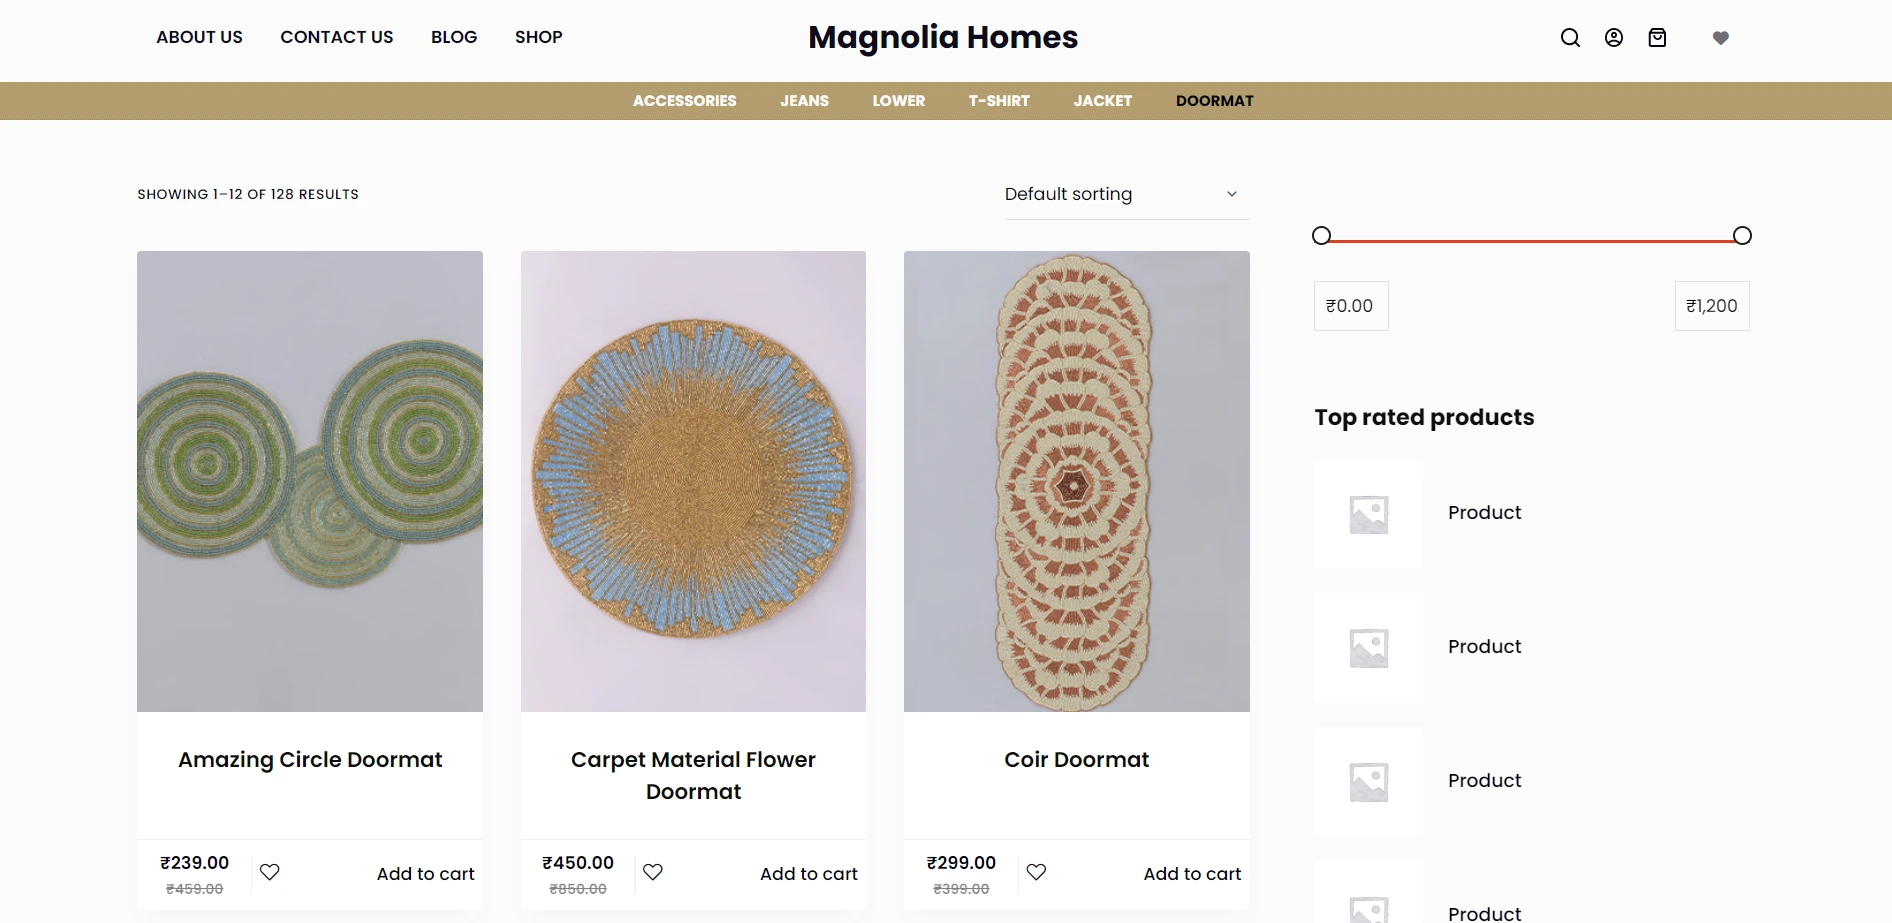 ABOUT US CONTACT US BLOG SHOP
Magnolia Homes
ACCESSORIES JEANS LOWER T-SHIRT JACKET DOORMAT
SHOWING 1–12 OF 128 RESULTS
Default sorting
₹0.00 ₹1,200
Top rated products
Product
Product
Product
Product
Amazing Circle Doormat
₹239.00
₹459.00
Add to cart
Carpet Material Flower
Doormat
₹450.00
₹850.00
Add to cart
Coir Doormat
₹299.00
₹399.00
Add to cart